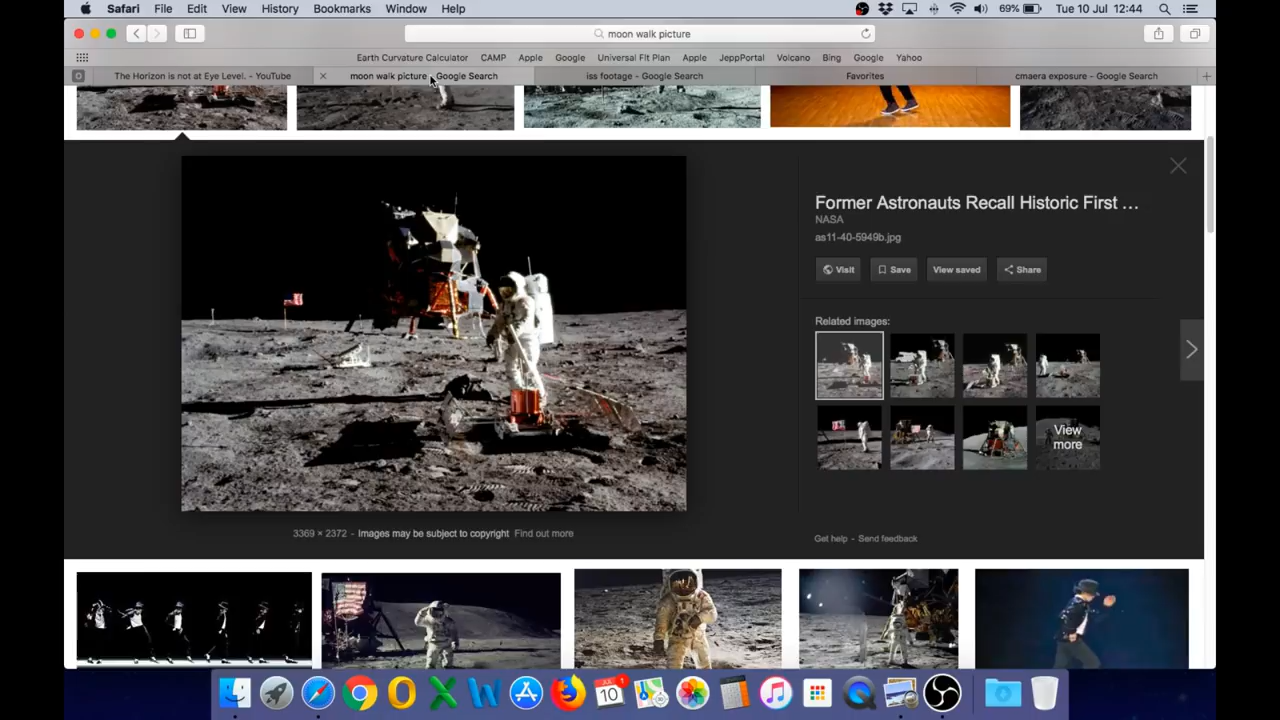 Safari File Edit View History Bookmarks Window Help 69% Tue 10 Jul 12:44
moon walk picture
Earth Curvature Calculator CAMP Apple Google Universal Flt Plan Apple JeppPortal Volcano Bing Google Yahoo
The Horizon is not at Eye Level. - YouTube moon walk picture - Google Search iss footage - Google Search Favorites cmaera exposure - Google Search
Former Astronauts Recall Historic First ...
NASA
as11-40-5949b.jpg
Visit Save View saved Share
Related images:
View
more
3369 × 2372 - Images may be subject to copyright Find out more
Get help - Send feedback
JUL 1
10